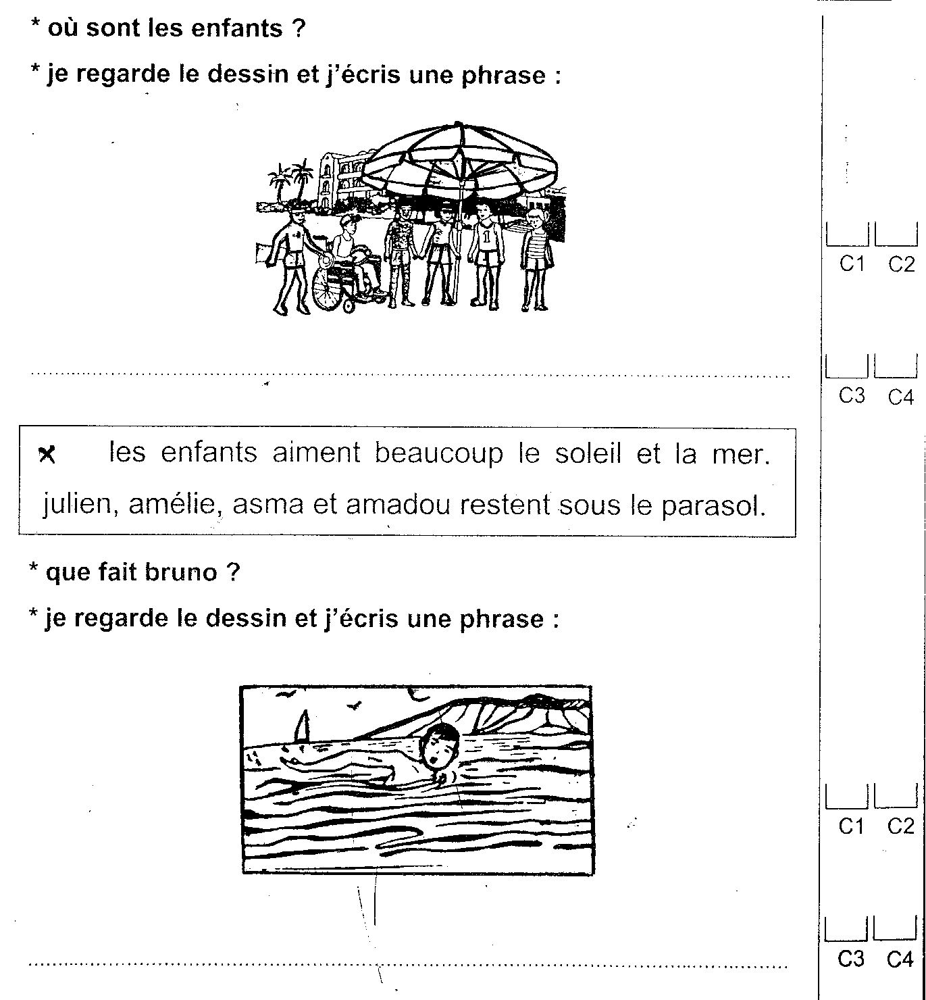 * où sont les enfants ?
* je regarde le dessin et j'écris une phrase :
1
C1 C2
C3 C4
les enfants aiment beaucoup le soleil et la mer.
julien, amélie, asma et amadou restent sous le parasol.
* que fait bruno ?
* je regarde le dessin et j'écris une phrase :
C1 C2
C3 C4